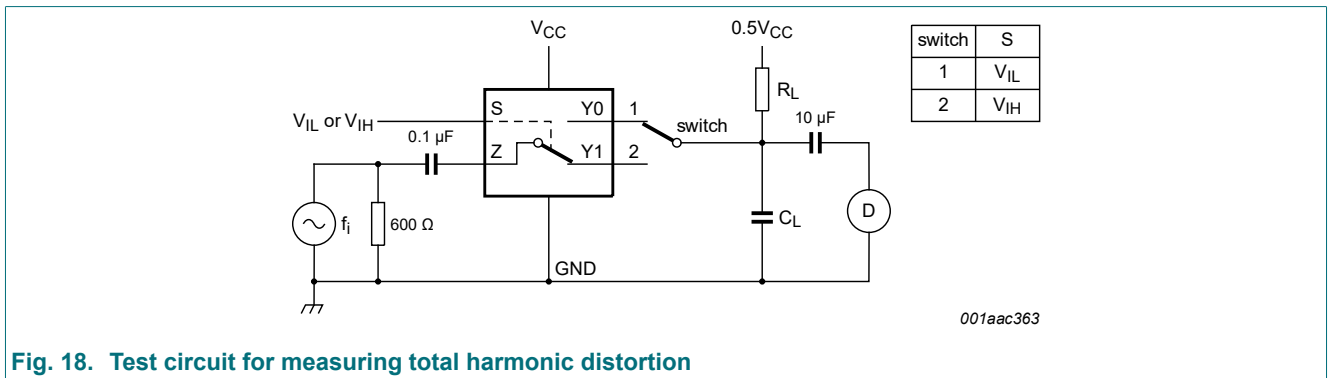 V_CC
0.5V_CC
switch S
1 V_IL
2 V_IH
R_L
S Y0 1
10 µF
V_IL or V_IH
switch
0.1 µF
Z Y1 2
f_i
600 Ω
C_L
D
GND
001aac363
Fig. 18. Test circuit for measuring total harmonic distortion